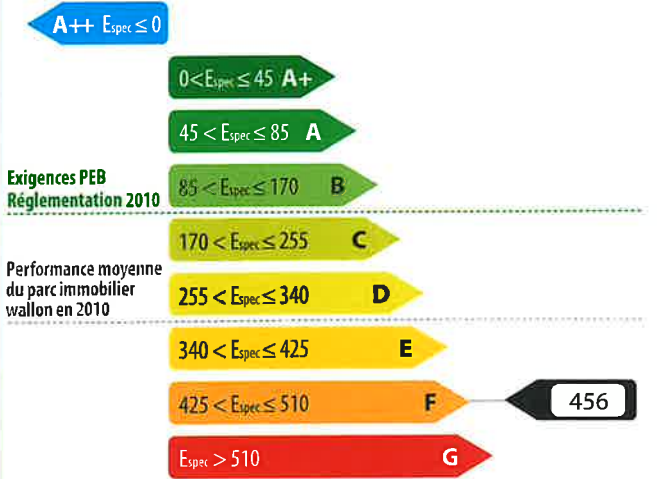 A++ Espec ≤ 0
0 < Espec ≤ 45 A+
45 < Espec ≤ 85 A
Exigences PEB
Réglementation 2010
85 < Espec ≤ 170 B
170 < Espec ≤ 255 C
Performance moyenne
du parc immobilier
wallon en 2010
255 < Espec ≤ 340 D
340 < Espec ≤ 425 E
425 < Espec ≤ 510 F
456
Espec > 510 G